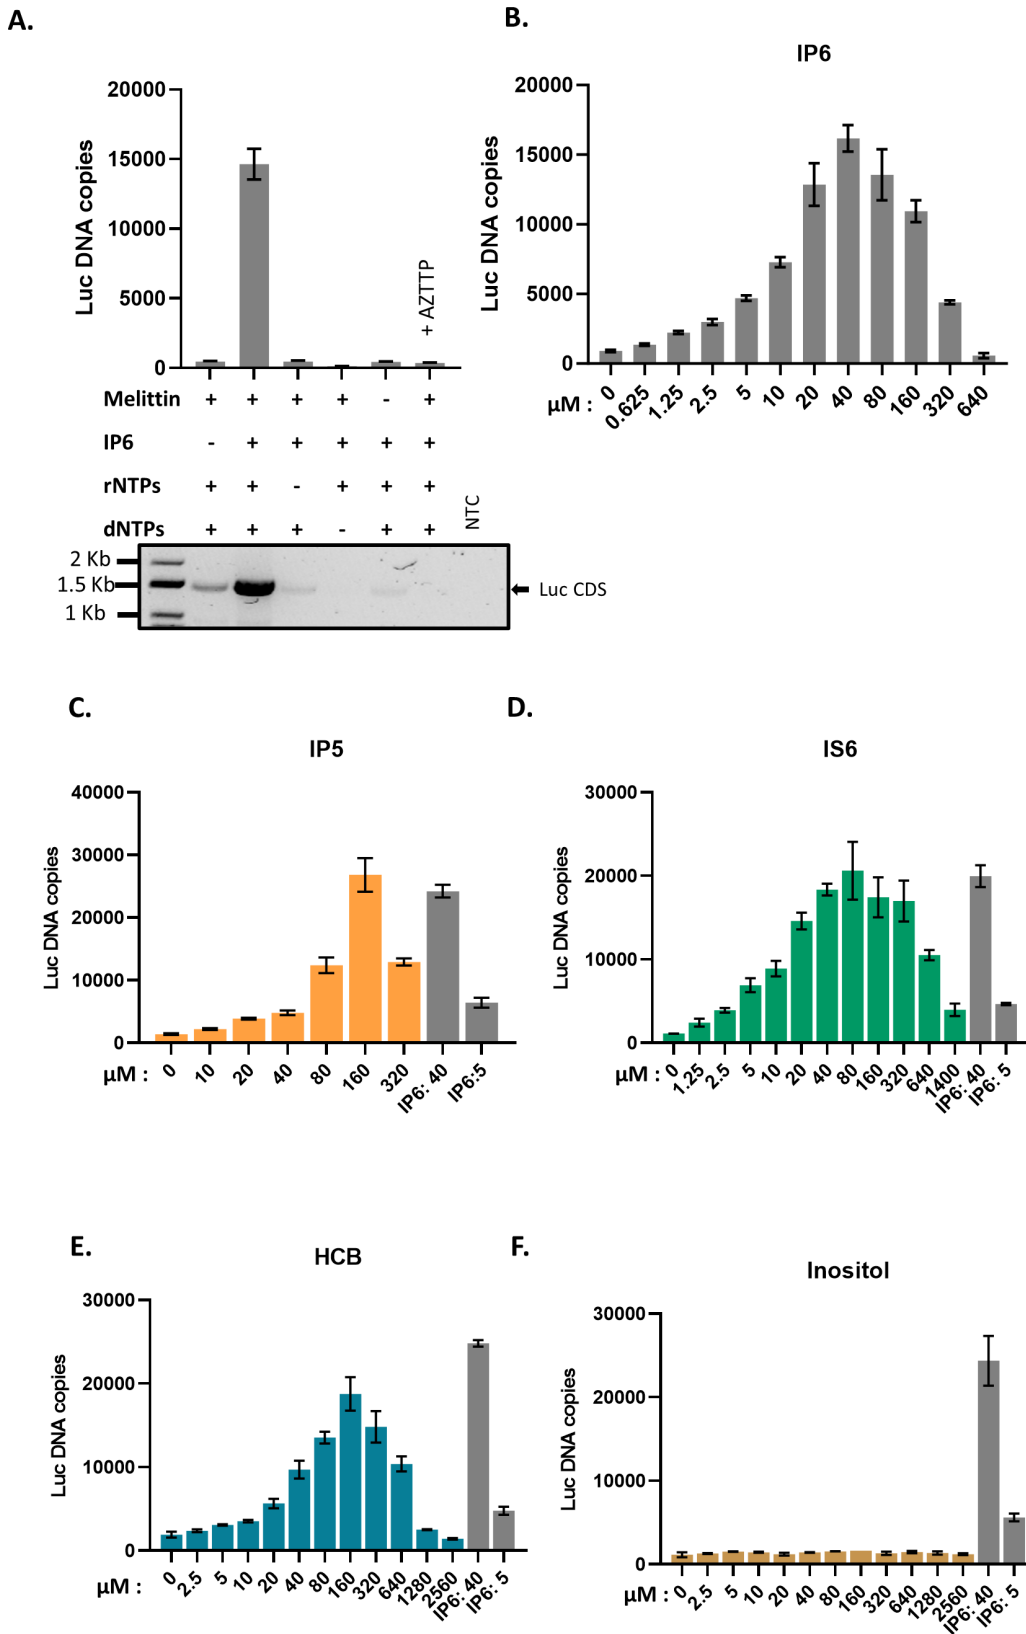 A.
20000
15000
10000
5000
0
Luc DNA copies
+ AZTTP
Melittin + + + + - +
IP6 - + + + + +
rNTPs + + - + + +
dNTPs + + + - + +
NTC
2 Kb
1.5 Kb
1 Kb
Luc CDS
B.
IP6
20000
15000
10000
5000
0
Luc DNA copies
µM : 0 0.625 1.25 2.5 5 10 20 40 80 160 320 640
C.
IP5
40000
30000
20000
10000
0
Luc DNA copies
µM : 0 10 20 40 80 160 320 IP6: 40 IP6:5
D.
IS6
30000
20000
10000
0
Luc DNA copies
µM : 0 1.25 2.5 5 10 20 40 80 160 320 640 1400 IP6: 40 IP6: 5
E.
HCB
30000
20000
10000
0
Luc DNA copies
µM : 0 2.5 5 10 20 40 80 160 320 640 1280 2560 IP6: 40 IP6: 5
F.
Inositol
30000
20000
10000
0
Luc DNA copies
µM : 0 2.5 5 10 20 40 80 160 320 640 1280 2560 IP6: 40 IP6: 5